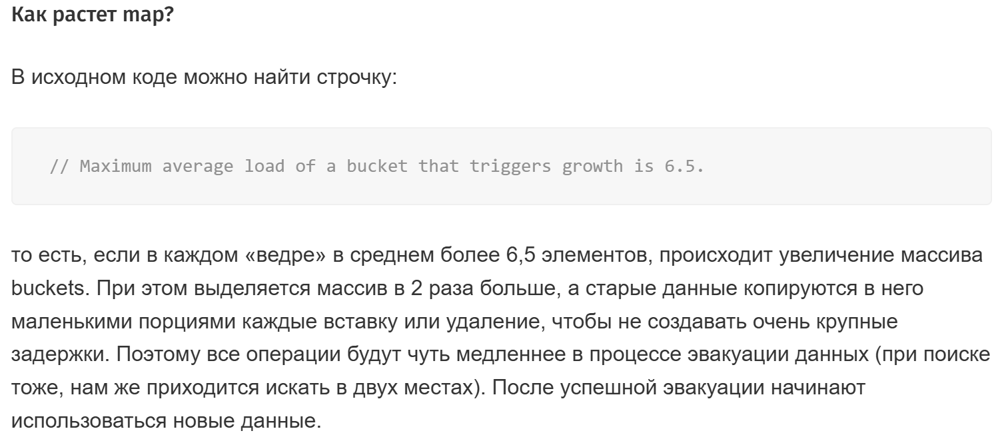 Как растет map?
В исходном коде можно найти строчку:
// Maximum average load of a bucket that triggers growth is 6.5.
то есть, если в каждом «ведре» в среднем более 6,5 элементов, происходит увеличение массива
buckets. При этом выделяется массив в 2 раза больше, а старые данные копируются в него
маленькими порциями каждые вставку или удаление, чтобы не создавать очень крупные
задержки. Поэтому все операции будут чуть медленнее в процессе эвакуации данных (при поиске
тоже, нам же приходится искать в двух местах). После успешной эвакуации начинают
использоваться новые данные.